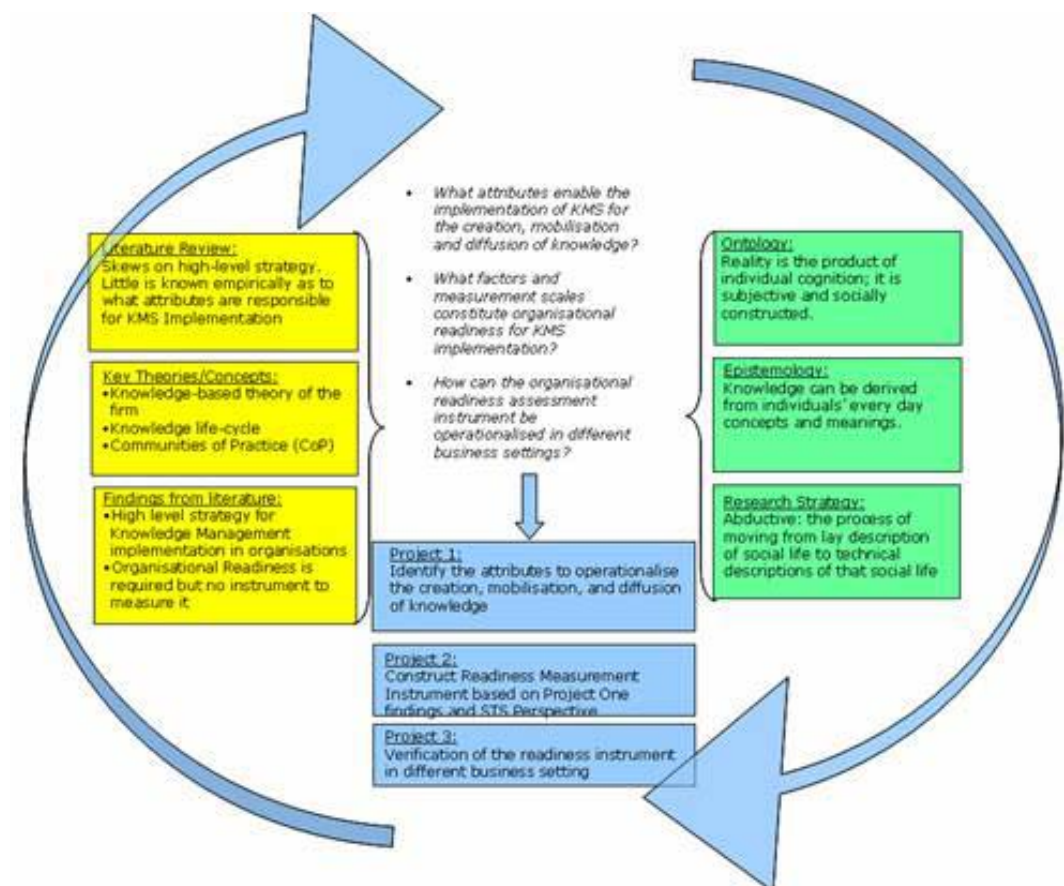 • What attributes enable the
implementation of KMS for
the creation, mobilisation
and diffusion of knowledge?
• What factors and
measurement scales
constitute organisational
readiness for KMS
implementation?
• How can the organisational
readiness assessment
instrument be
operationalised in different
business settings?
Literature Review:
Skews on high-level strategy.
Little is known empirically as to
what attributes are responsible
for KMS Implementation
Key Theories/Concepts:
•Knowledge-based theory of the
firm
•Knowledge life-cycle
•Communities of Practice (CoP)
Findings from literature:
•High level strategy for
Knowledge Management
implementation in organisations
•Organisational Readiness is
required but no instrument to
measure it
Ontology:
Reality is the product of
individual cognition; it is
subjective and socially
constructed.
Epistemology:
Knowledge can be derived
from individuals' every day
concepts and meanings.
Research Strategy:
Abductive: the process of
moving from lay description
of social life to technical
descriptions of that social life
Project 1:
Identify the attributes to operationalise
the creation, mobilisation, and diffusion
of knowledge
Project 2:
Construct Readiness Measurement
Instrument based on Project One
findings and STS Perspective
Project 3:
Verification of the readiness instrument
in different business setting